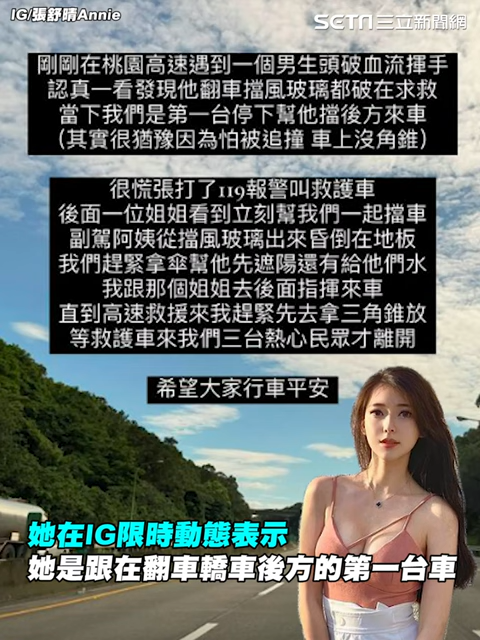 IG/張舒晴Annie
SETN三立新聞網
剛剛在桃園高速遇到一個男生頭破血流揮手
認真一看發現他翻車擋風玻璃都破在求救
當下我們是第一台停下幫他擋後方來車
（其實很猶豫因為怕被追撞 車上沒角錐）
很慌張打了119報警叫救護車
後面一位姐姐看到立刻幫我們一起擋車
副駕阿姨從擋風玻璃出來昏倒在地板
我們趕緊拿傘幫他先遮陽還有給他們水
我跟那個姐姐去後面指揮來車
直到高速救援來我趕緊先去拿三角錐放
等救護車來我們三台熱心民眾才離開
希望大家行車平安
她在IG限時動態表示
她是跟在翻車轎車後方的第一台車